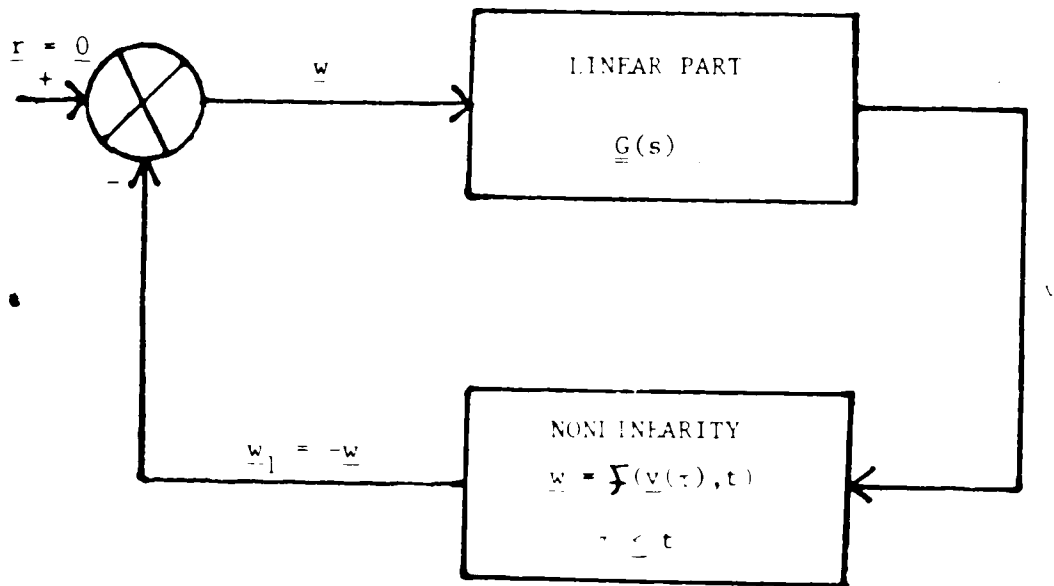 r = 0
+
w
LINEAR PART
G(s)
-
w1 = -w
NONLINEARITY
w = F(v(τ),t)
≤ t